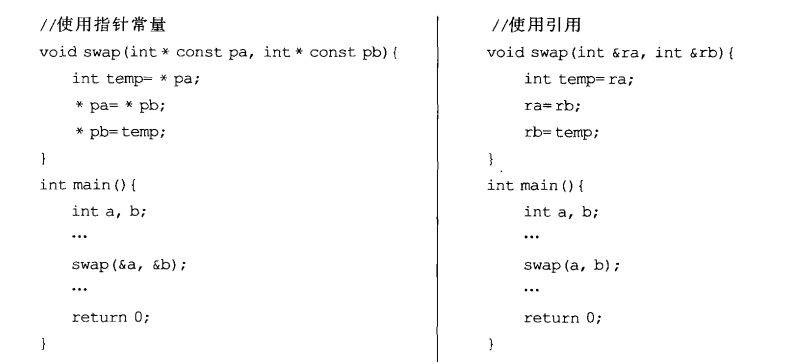 //使用指针常量
void swap(int * const pa, int * const pb){
int temp= * pa;
* pa= * pb;
* pb=temp;
}
int main(){
int a, b;
…
swap(&a, &b);
…
return 0;
}
//使用引用
void swap(int &ra, int &rb){
int temp=ra;
ra=rb;
rb=temp;
}
int main(){
int a, b;
…
swap(a, b);
…
return 0;
}